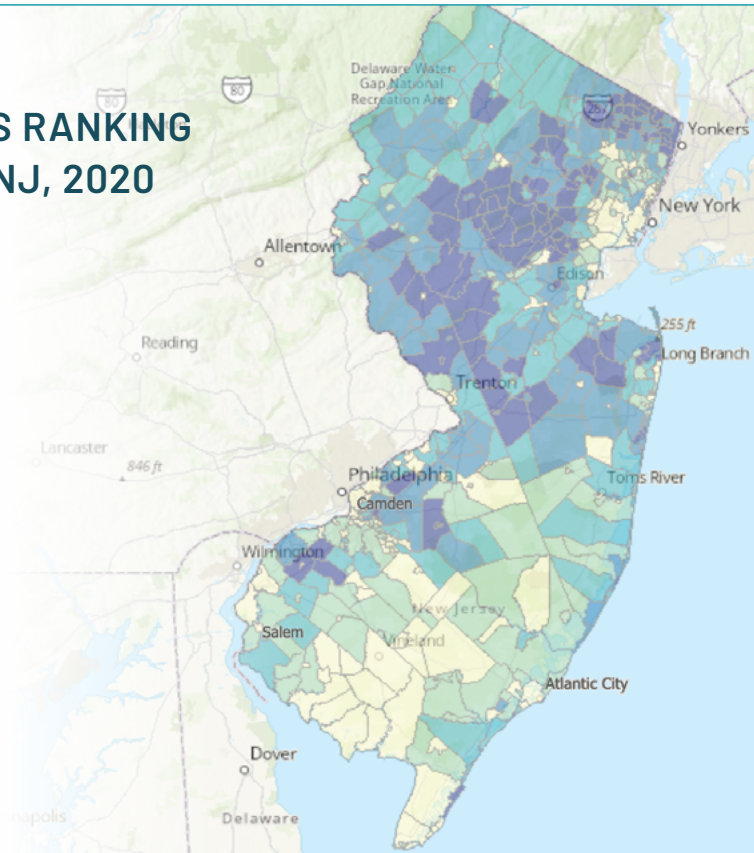 S RANKING
NJ, 2020
Delaware Water
Gap National
Recreation Area
80
80
287
Yonkers
New York
Allentown
Edison
255 ft
Reading
Long Branch
Trenton
Lancaster
846 ft
Philadelphia
Toms River
Camden
Wilmington
New Jersey
Salem
Vineland
Atlantic City
Dover
napolis
Delaware